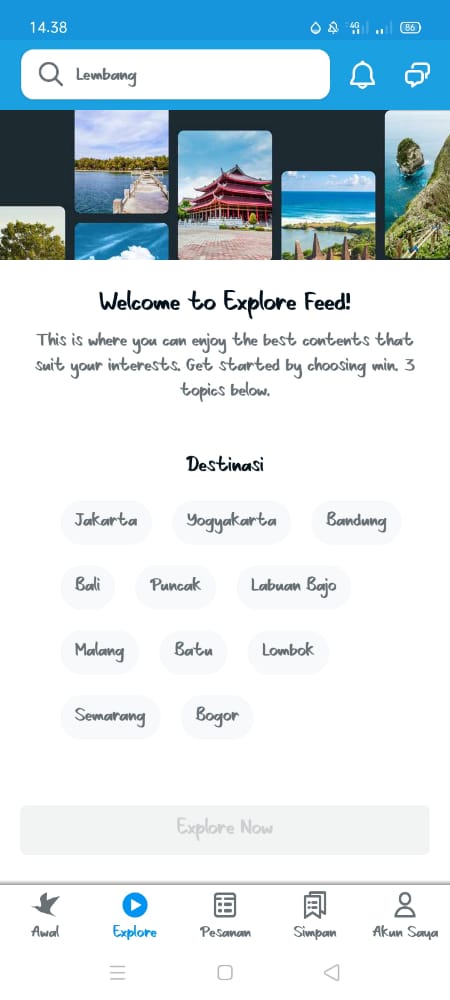 14.38
4G
86
Lembang
Welcome to Explore Feed!
This is where you can enjoy the best contents that
suit your interests. Get started by choosing min. 3
topics below.
Destinasi
Jakarta Yogyakarta Bandung
Bali Puncak Labuan Bajo
Malang Batu Lombok
Semarang Bogor
Explore Now
Awal Explore Pesanan Simpan Akun Saya